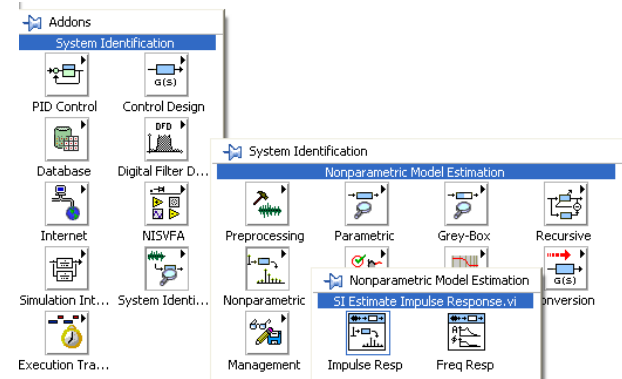 Addons
System Identification
G(s)
PID Control Control Design
DFD
Database Digital Filter D...
System Identification
Nonparametric Model Estimation
Internet NISVFA Preprocessing Parametric Grey-Box Recursive
Nonparametric Model Estimation
G(s)
Simulation Int... System Identi... Nonparametric SI Estimate Impulse Response.vi onversion
Execution Tra... Management Impulse Resp Freq Resp